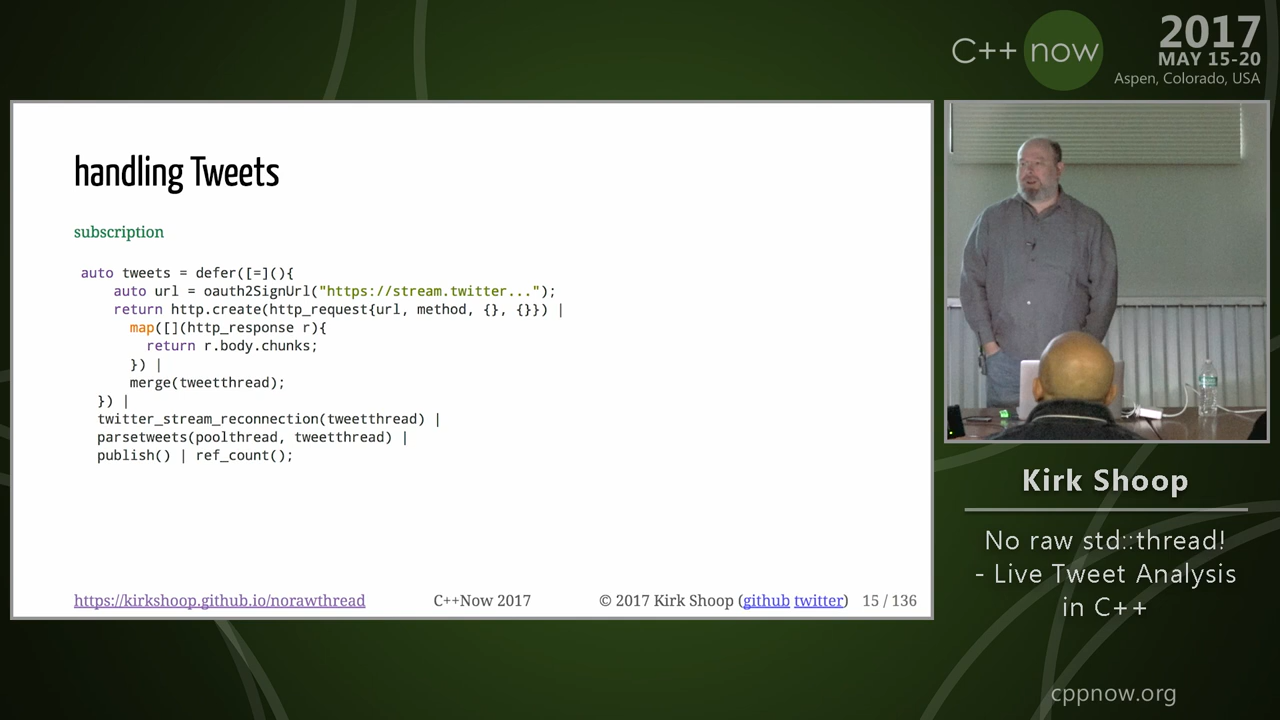 C++ now
2017
MAY 15-20
Aspen, Colorado, USA
handling Tweets
subscription
auto tweets = defer([=](){
    auto url = oauth2SignUrl("https://stream.twitter...");
    return http.create(http_request{url, method, {}, {}}) |
      map([](http_response r){
        return r.body.chunks;
      }) |
      merge(tweetthread);
  }) |
  twitter_stream_reconnection(tweetthread) |
  parsetweets(poolthread, tweetthread) |
  publish() | ref_count();
https://kirkshoop.github.io/norawthread C++Now 2017 © 2017 Kirk Shoop (github twitter) 15 / 136
Kirk Shoop
No raw std::thread!
- Live Tweet Analysis
in C++
cppnow.org